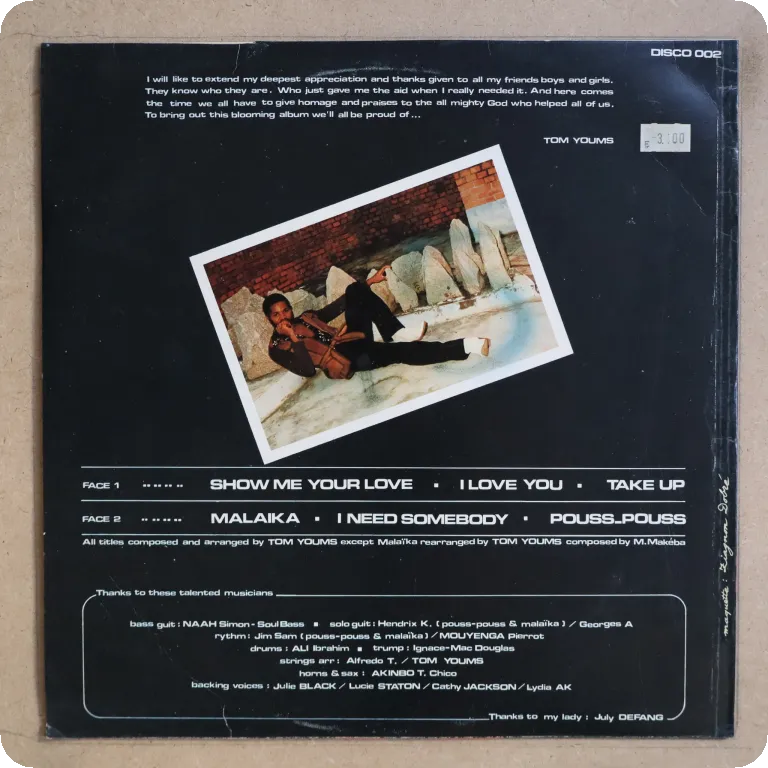 DISCO 002
I will like to extend my deepest appreciation and thanks given to all my friends boys and girls.
They know who they are. Who just gave me the aid when I really needed it. And here comes
the time we all have to give homage and praises to the all mighty God who helped all of us.
To bring out this blooming album we'll all be proud of ...
TOM YOUMS
FACE 1 SHOW ME YOUR LOVE ▪ I LOVE YOU ▪ TAKE UP
FACE 2 MALAIKA ▪ I NEED SOMEBODY ▪ POUSS_POUSS
All titles composed and arranged by TOM YOUMS except Malaïka rearranged by TOM YOUMS composed by M. Makéba
Thanks to these talented musicians
bass guit : NAAH Simon - Soul Bass ▪ solo guit : Hendrix K. ( pouss-pouss & malaïka ) / Georges A
rythm : Jim Sam ( pouss-pouss & malaïka ) / MOUYENGA Pierrot
drums : ALI Ibrahim ▪ trump : Ignace-Mac Douglas
strings arr : Alfredo T. / TOM YOUMS
horns & sax : AKINBO T. Chico
backing voices : Julie BLACK / Lucie STATON / Cathy JACKSON / Lydia AK
Thanks to my lady : July DEFANG
maquette : Ziagnon Dobré